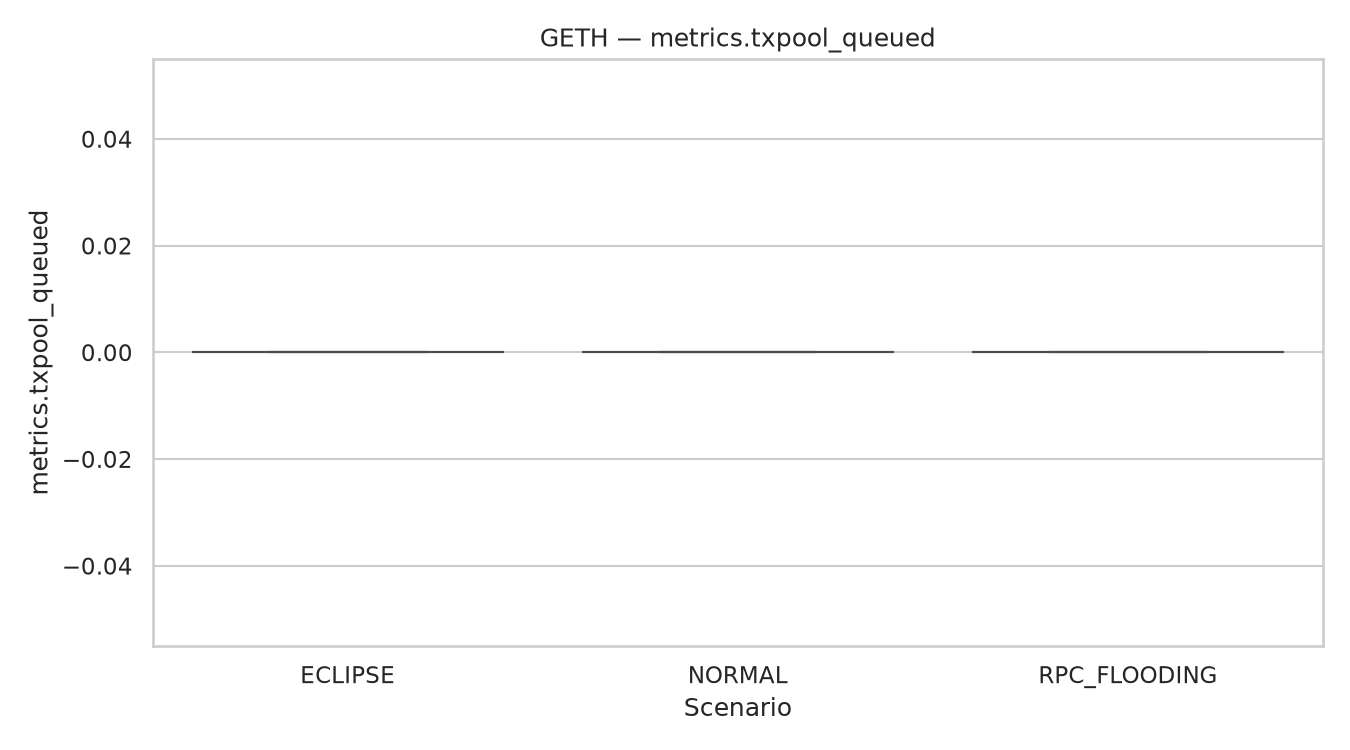 GETH — metrics.txpool_queued
metrics.txpool_queued
0.04
0.02
0.00
−0.02
−0.04
ECLIPSE
NORMAL
RPC_FLOODING
Scenario